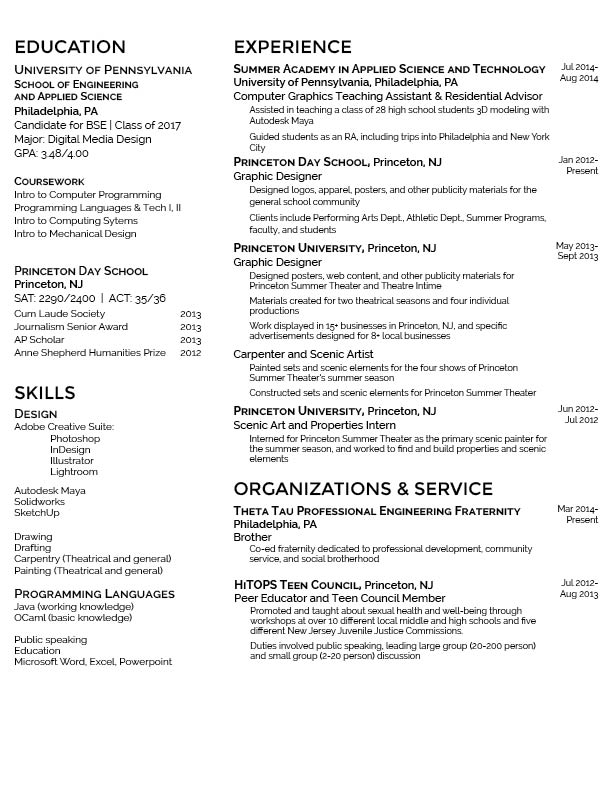 EDUCATION
UNIVERSITY OF PENNSYLVANIA
SCHOOL OF ENGINEERING
AND APPLIED SCIENCE
Philadelphia, PA
Candidate for BSE | Class of 2017
Major: Digital Media Design
GPA: 3.48/4.00
COURSEWORK
Intro to Computer Programming
Programming Languages & Tech I, II
Intro to Computing Sytems
Intro to Mechanical Design
PRINCETON DAY SCHOOL
Princeton, NJ
SAT: 2290/2400 | ACT: 35/36
Cum Laude Society 2013
Journalism Senior Award 2013
AP Scholar 2013
Anne Shepherd Humanities Prize 2012
SKILLS
DESIGN
Adobe Creative Suite:
Photoshop
InDesign
Illustrator
Lightroom
Autodesk Maya
Solidworks
SketchUp
Drawing
Drafting
Carpentry (Theatrical and general)
Painting (Theatrical and general)
PROGRAMMING LANGUAGES
Java (working knowledge)
OCaml (basic knowledge)
Public speaking
Education
Microsoft Word, Excel, Powerpoint
EXPERIENCE
SUMMER ACADEMY IN APPLIED SCIENCE AND TECHNOLOGY Jul 2014-
University of Pennsylvania, Philadelphia, PA Aug 2014
Computer Graphics Teaching Assistant & Residential Advisor
Assisted in teaching a class of 28 high school students 3D modeling with
Autodesk Maya
Guided students as an RA, including trips into Philadelphia and New York
City
PRINCETON DAY SCHOOL, Princeton, NJ Jan 2012-
Graphic Designer Present
Designed logos, apparel, posters, and other publicity materials for the
general school community
Clients include Performing Arts Dept., Athletic Dept., Summer Programs,
faculty, and students
PRINCETON UNIVERSITY, Princeton, NJ May 2013-
Graphic Designer Sept 2013
Designed posters, web content, and other publicity materials for
Princeton Summer Theater and Theatre Intime
Materials created for two theatrical seasons and four individual
productions
Work displayed in 15+ businesses in Princeton, NJ, and specific
advertisements designed for 8+ local businesses
Carpenter and Scenic Artist
Painted sets and scenic elements for the four shows of Princeton
Summer Theater's summer season
Constructed sets and scenic elements for Princeton Summer Theater
PRINCETON UNIVERSITY, Princeton, NJ Jun 2012-
Scenic Art and Properties Intern Jul 2012
Interned for Princeton Summer Theater as the primary scenic painter for
the summer season, and worked to find and build properties and scenic
elements
ORGANIZATIONS & SERVICE
THETA TAU PROFESSIONAL ENGINEERING FRATERNITY Mar 2014-
Philadelphia, PA Present
Brother
Co-ed fraternity dedicated to professional development, community
service, and social brotherhood
HiTOPS TEEN COUNCIL, Princeton, NJ Jul 2012-
Peer Educator and Teen Council Member Aug 2013
Promoted and taught about sexual health and well-being through
workshops at over 10 different local middle and high schools and five
different New Jersey Juvenile Justice Commissions.
Duties involved public speaking, leading large group (20-200 person)
and small group (2-20 person) discussion